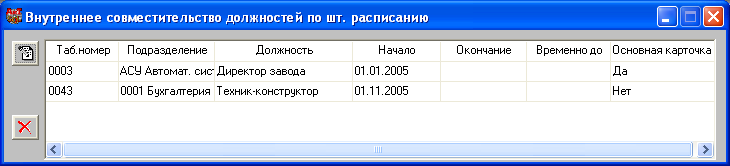 Внутреннее совместительство должностей по шт. расписанию
Таб.номер Подразделение Должность Начало Окончание Временно до Основная карточка
0003 АСУ Автомат. сист Директор завода 01.01.2005 Да
0043 0001 Бухгалтерия Техник-конструктор 01.11.2005 Нет